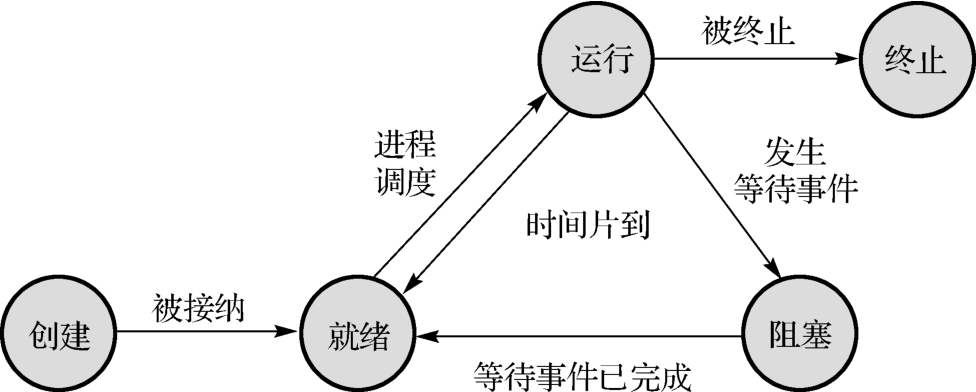 被终止
运行
终止
进程
调度
发生
等待事件
时间片到
被接纳
创建
就绪
阻塞
等待事件已完成